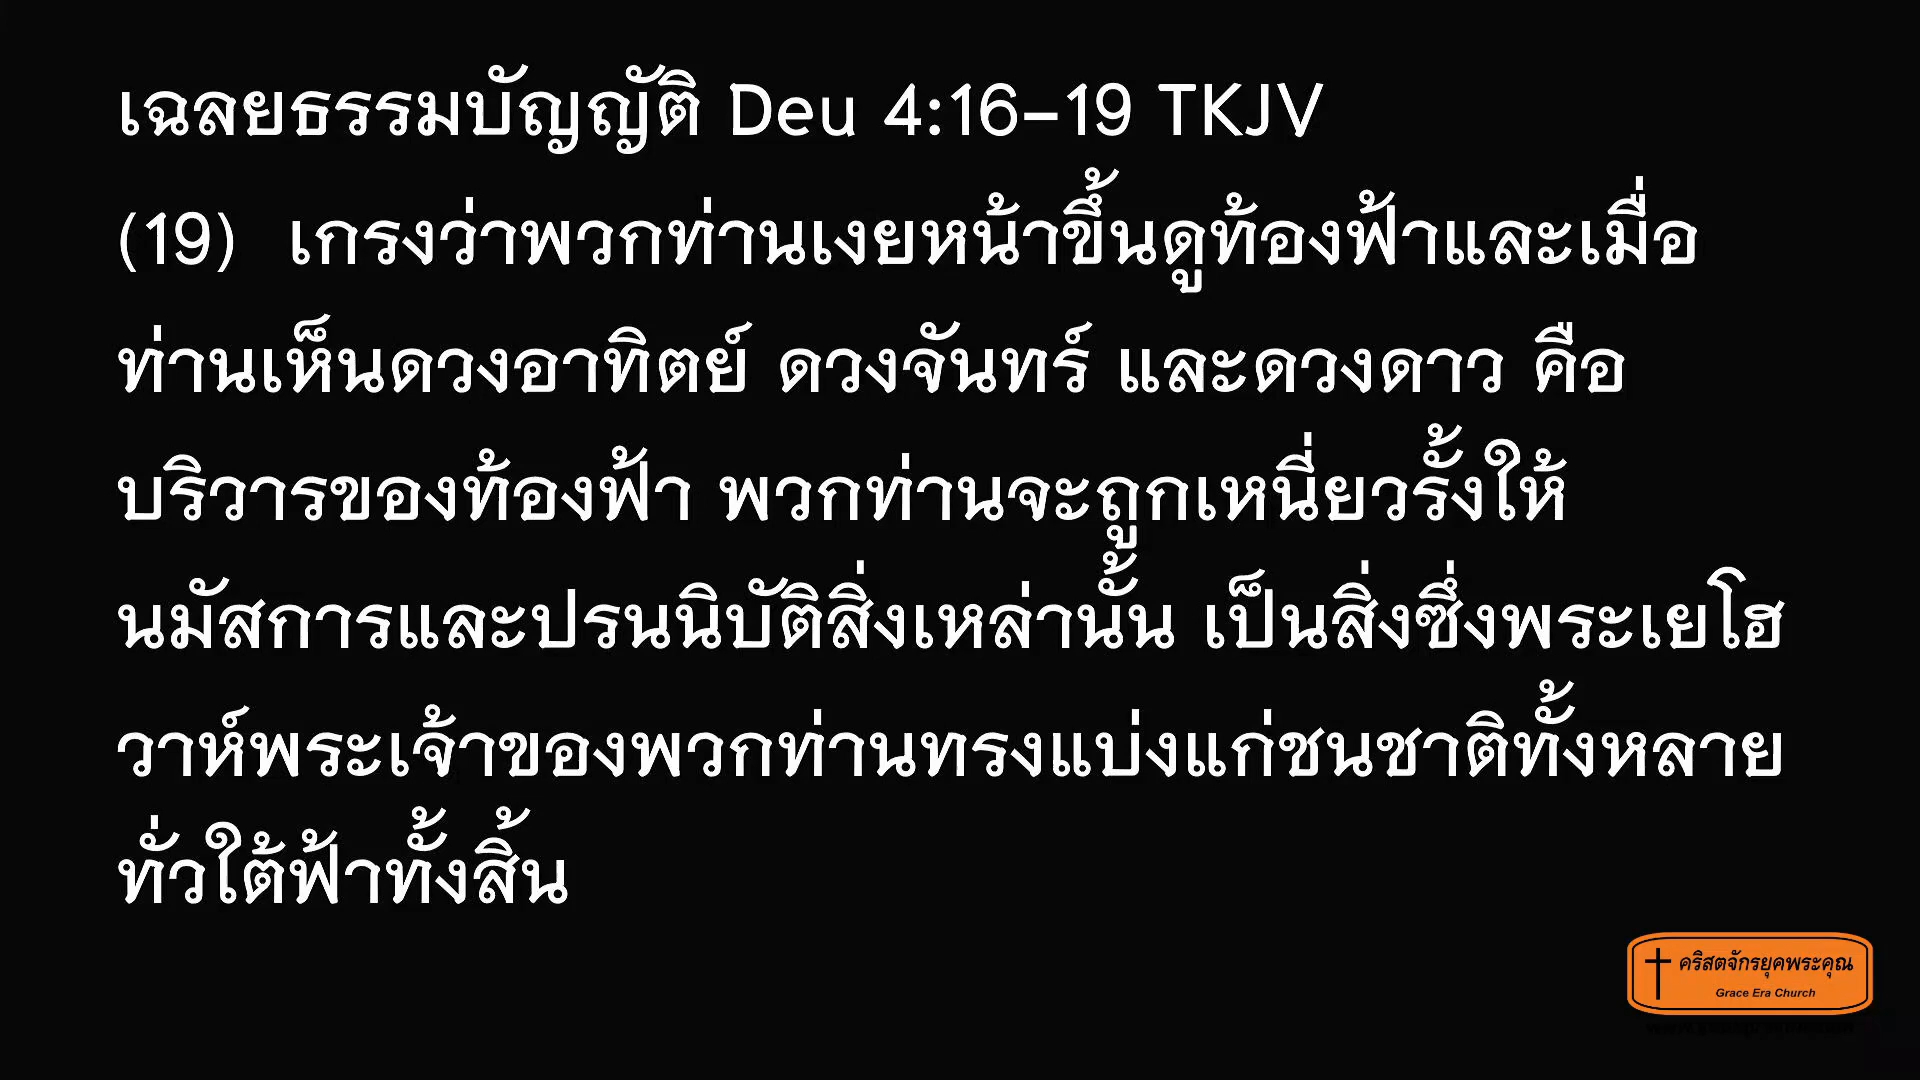 เฉลยธรรมบัญญัติ Deu 4:16-19 TKJV
(19) เกรงว่าพวกท่านเงยหน้าขึ้นดูท้องฟ้าและเมื่อ
ท่านเห็นดวงอาทิตย์ ดวงจันทร์ และดวงดาว คือ
บริวารของท้องฟ้า พวกท่านจะถูกเหนี่ยวรั้งให้
นมัสการและปรนนิบัติสิ่งเหล่านั้น เป็นสิ่งซึ่งพระเยโฮ
วาห์พระเจ้าของพวกท่านทรงแบ่งแก่ชนชาติทั้งหลาย
ทั่วใต้ฟ้าทั้งสิ้น
คริสตจักรยุคพระคุณ
Grace Era Church